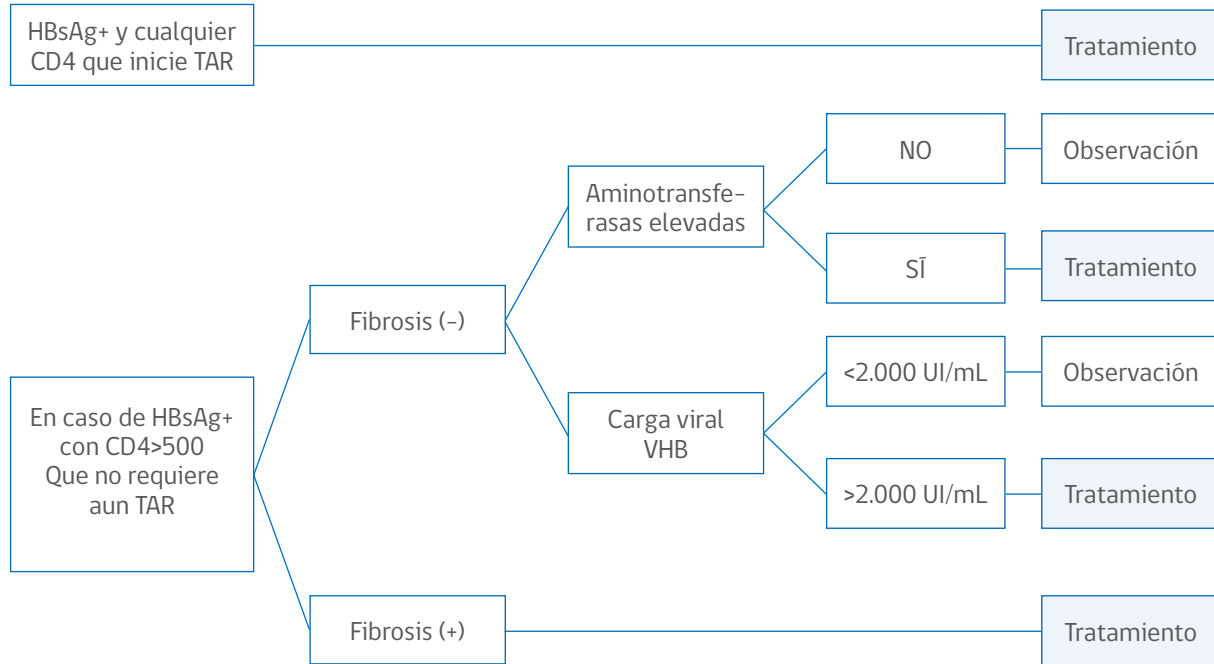 HBsAg+ y cualquier
CD4 que inicie TAR
Tratamiento
NO
Observación
Aminotransfe-
rasas elevadas
SÍ
Tratamiento
Fibrosis (-)
<2.000 UI/mL
Observación
Carga viral
VHB
>2.000 UI/mL
Tratamiento
En caso de HBsAg+
con CD4>500
Que no requiere
aun TAR
Fibrosis (+)
Tratamiento